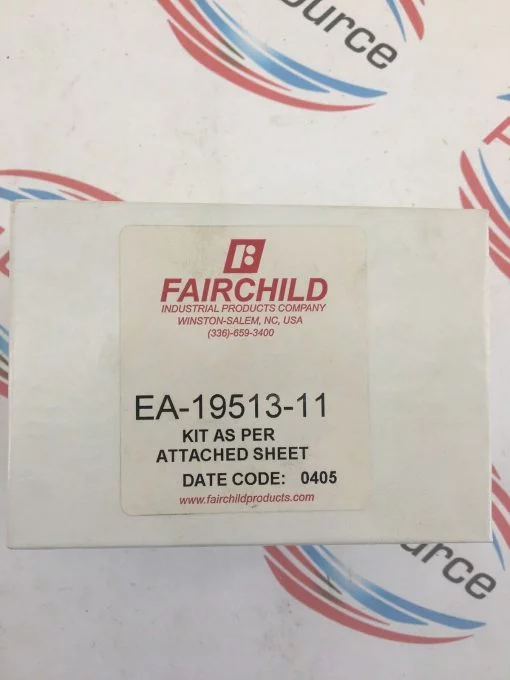 ource
FAIRCHILD
INDUSTRIAL PRODUCTS COMPANY
WINSTON-SALEM, NC, USA
(336)-659-3400
EA-19513-11
KIT AS PER
ATTACHED SHEET
DATE CODE: 0405
www.fairchildproducts.com
urce